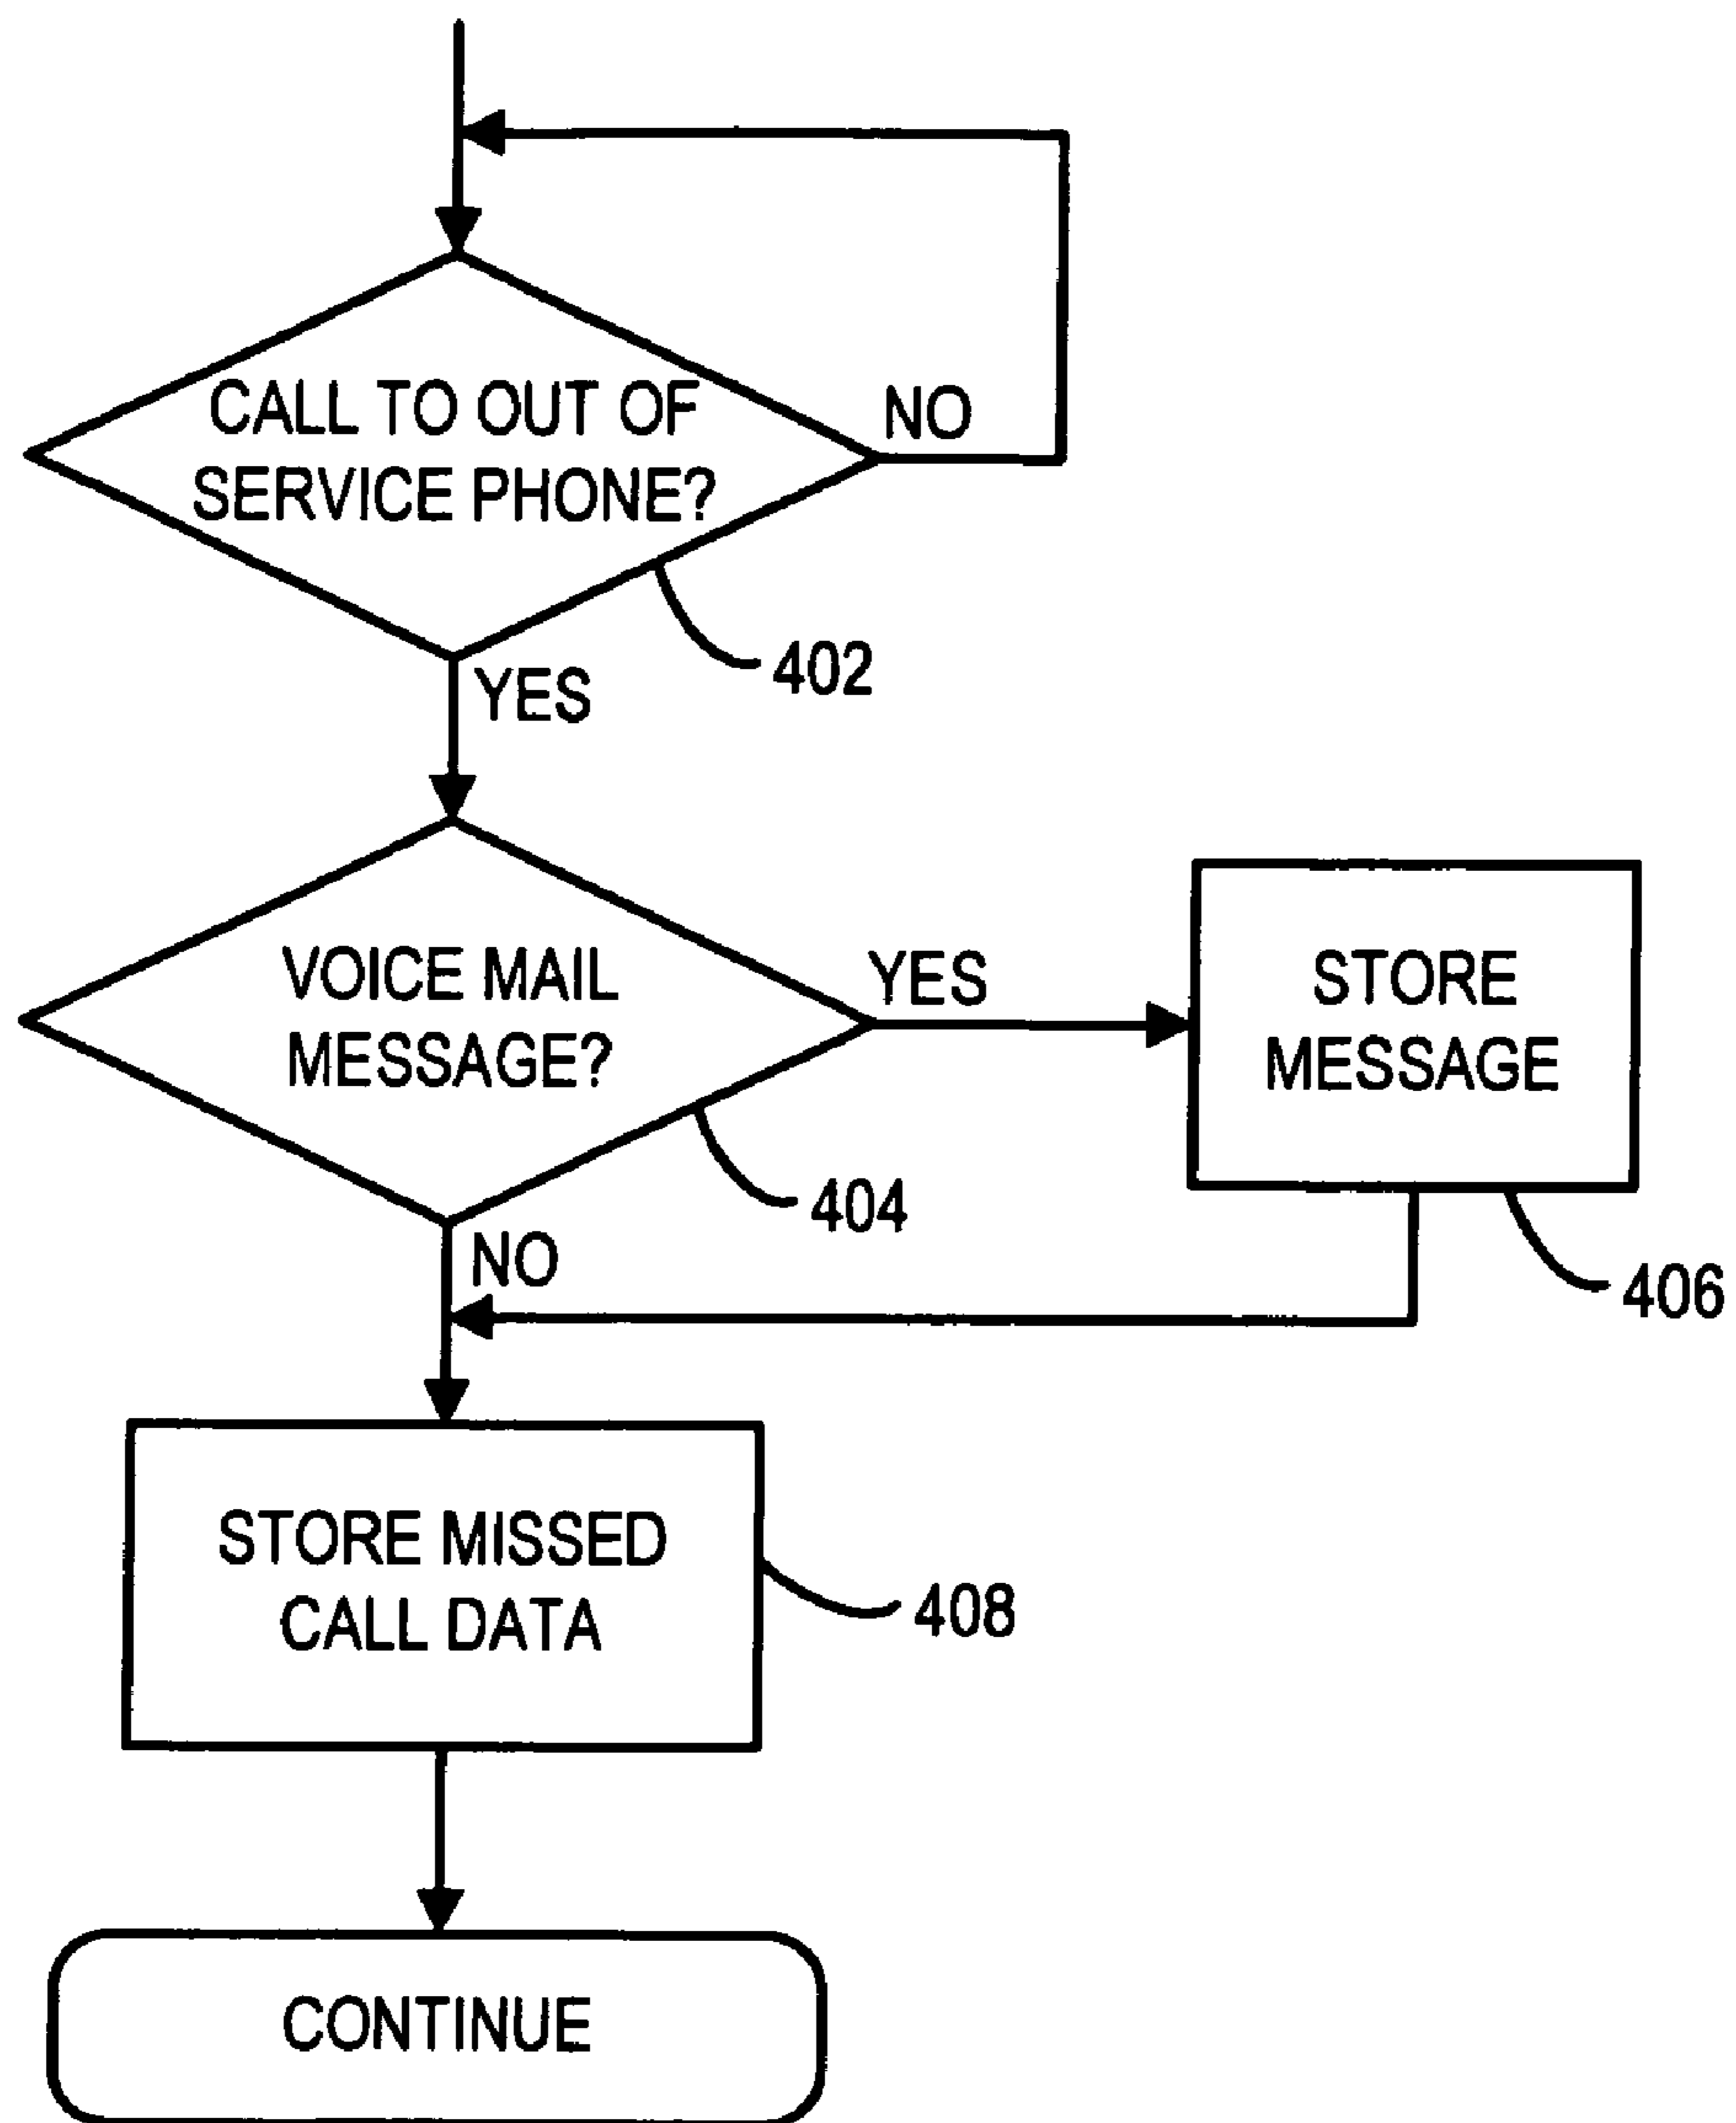 CALL TO OUT OF
SERVICE PHONE?
NO
402
YES
VOICE MAIL
MESSAGE?
YES
STORE
MESSAGE
404
NO
406
STORE MISSED
CALL DATA
408
CONTINUE